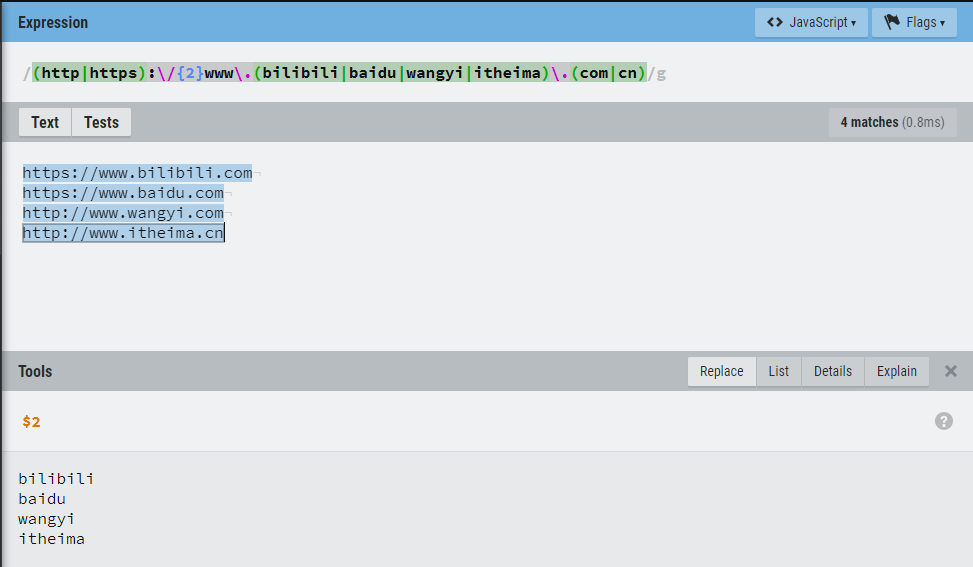 Expression
<> JavaScript ▾
Flags ▾
/(http|https):\/{2}www\.(bilibili|baidu|wangyi|itheima)\.(com|cn)/g
Text
Tests
4 matches (0.8ms)
https://www.bilibili.com¬
https://www.baidu.com¬
http://www.wangyi.com¬
http://www.itheima.cn
Tools
Replace
List
Details
Explain
×
$2
?
bilibili
baidu
wangyi
itheima